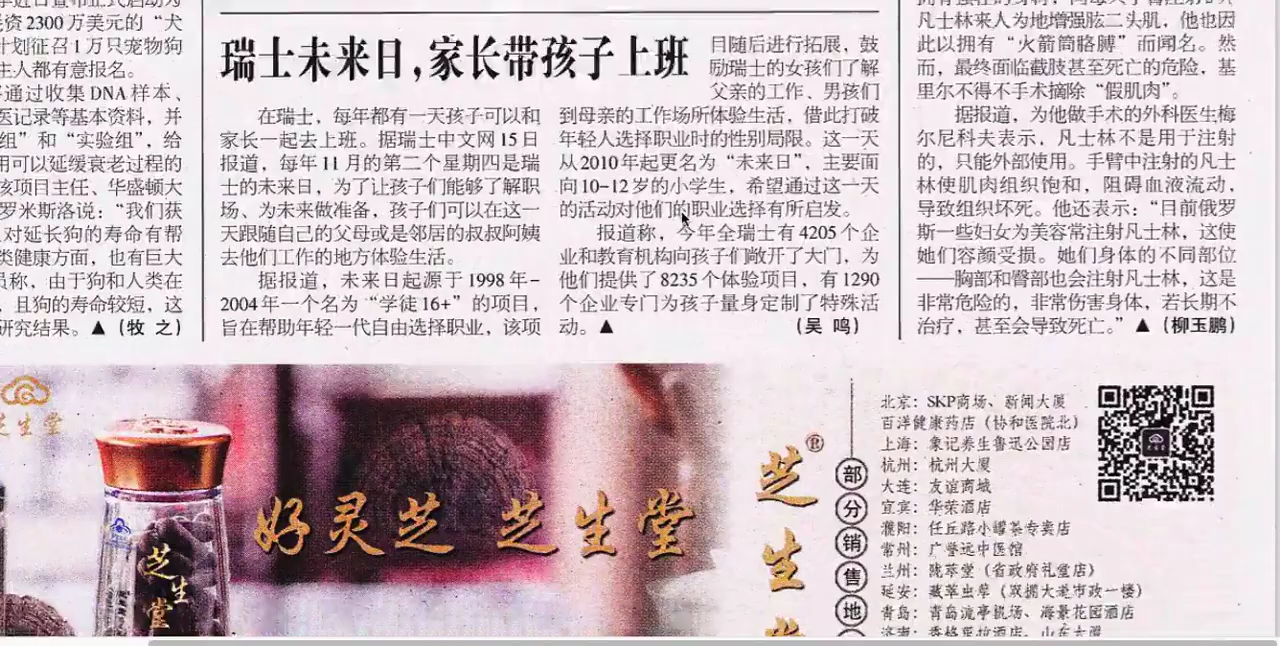 资2300万美元的“犬
计划征召1万只宠物狗
主人都有意报名。
通过收集DNA样本、
医记录等基本资料，并
组”和“实验组”，给
用可以延缓衰老过程的
该项目主任、华盛顿大
罗米斯洛说：“我们获
对延长狗的寿命有帮
类健康方面，也有巨大
员称，由于狗和人类在
，且狗的寿命较短，这
研究结果。▲（牧 之）
瑞士未来日，家长带孩子上班
在瑞士，每年都有一天孩子可以和
家长一起去上班。据瑞士中文网15日
报道，每年11月的第二个星期四是瑞
士的未来日，为了让孩子们能够了解职
场、为未来做准备，孩子们可以在这一
天跟随自己的父母或是邻居的叔叔阿姨
去他们工作的地方体验生活。
据报道，未来日起源于1998年-
2004年一个名为“学徒16+”的项目，
旨在帮助年轻一代自由选择职业，该项
目随后进行拓展，鼓
励瑞士的女孩们了解
父亲的工作、男孩们
到母亲的工作场所体验生活，借此打破
年轻人选择职业时的性别局限。这一天
从2010年起更名为“未来日”，主要面
向10-12岁的小学生，希望通过这一天
的活动对他们的职业选择有所启发。
报道称，今年全瑞士有4205个企
业和教育机构向孩子们敞开了大门，为
他们提供了8235个体验项目，有1290
个企业专门为孩子量身定制了特殊活
动。▲ （吴 鸣）
凡士林来人为地增强肱二头肌，他也因
此以拥有“火箭筒胳膊”而闻名。然
而，最终面临截肢甚至死亡的危险，基
里尔不得不手术摘除“假肌肉”。
据报道，为他做手术的外科医生梅
尔尼科夫表示，凡士林不是用于注射
的，只能外部使用。手臂中注射的凡士
林使肌肉组织饱和，阻碍血液流动，
导致组织坏死。他还表示：“目前俄罗
斯一些妇女为美容常注射凡士林，这使
她们容颜受损。她们身体的不同部位
——胸部和臀部也会注射凡士林，这是
非常危险的，非常伤害身体，若长期不
治疗，甚至会导致死亡。”▲（柳玉鹏）
芝生堂
芝生堂
好灵芝 芝生堂
芝生堂®
部分销售地
北京：SKP商场、新闻大厦
百洋健康药店（协和医院北）
上海：象记养生鲁迅公园店
杭州：杭州大厦
大连：友谊商城
宜宾：华荣酒店
濮阳：任丘路小罐茶专卖店
常州：广誉远中医馆
兰州：陇萃堂（省政府礼堂店）
延安：藏草虫草（双拥大道市政一楼）
青岛：青岛流亭机场、海景花园酒店
济南：香格里拉酒店、山东大厦